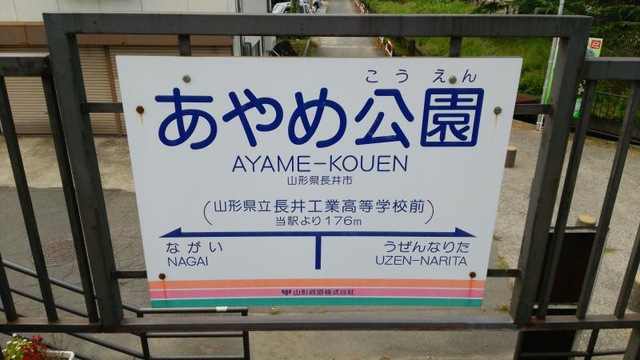 こうえん
あやめ公園
AYAME-KOUEN
山形県長井市
(山形県立長井工業高等学校前)
当駅より176m
ながい うぜんなりた
NAGAI UZEN-NARITA
山形鉄道株式会社